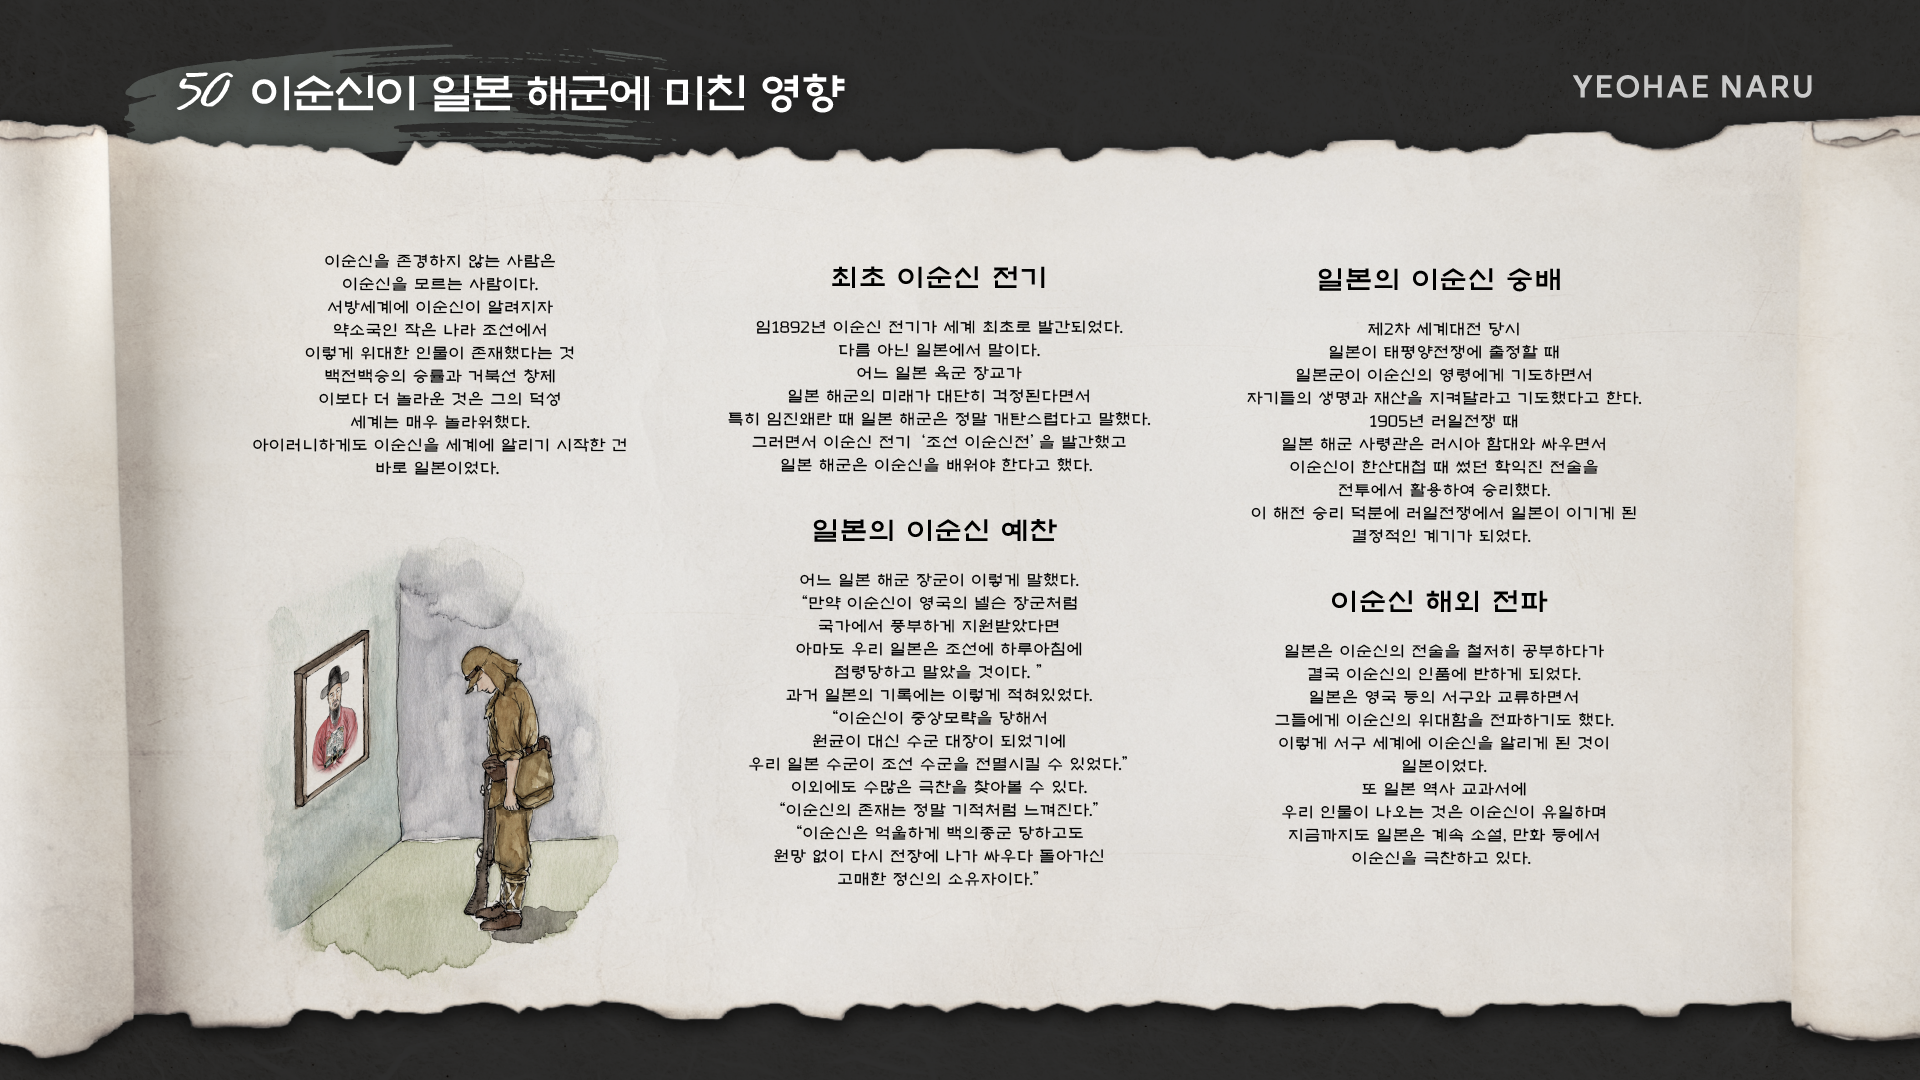 50 이순신이 일본 해군에 미친 영향
YEOHAE NARU
이순신을 존경하지 않는 사람은
이순신을 모르는 사람이다.
서방세계에 이순신이 알려지자
약소국인 작은 나라 조선에서
이렇게 위대한 인물이 존재했다는 것
백전백승의 승률과 거북선 창제
이보다 더 놀라운 것은 그의 덕성
세계는 매우 놀라워했다.
아이러니하게도 이순신을 세계에 알리기 시작한 건
바로 일본이었다.
최초 이순신 전기
임1892년 이순신 전기가 세계 최초로 발간되었다.
다름 아닌 일본에서 말이다.
어느 일본 육군 장교가
일본 해군의 미래가 대단히 걱정된다면서
특히 임진왜란 때 일본 해군은 정말 개탄스럽다고 말했다.
그러면서 이순신 전기 ‘조선 이순신전’을 발간했고
일본 해군은 이순신을 배워야 한다고 했다.
일본의 이순신 예찬
어느 일본 해군 장군이 이렇게 말했다.
“만약 이순신이 영국의 넬슨 장군처럼
국가에서 풍부하게 지원받았다면
아마도 우리 일본은 조선에 하루아침에
점령당하고 말았을 것이다. ”
과거 일본의 기록에는 이렇게 적혀있었다.
“이순신이 중상모략을 당해서
원균이 대신 수군 대장이 되었기에
우리 일본 수군이 조선 수군을 전멸시킬 수 있었다.”
이외에도 수많은 극찬을 찾아볼 수 있다.
“이순신의 존재는 정말 기적처럼 느껴진다.”
“이순신은 억울하게 백의종군 당하고도
원망 없이 다시 전장에 나가 싸우다 돌아가신
고매한 정신의 소유자이다.”
일본의 이순신 숭배
제2차 세계대전 당시
일본이 태평양전쟁에 출정할 때
일본군이 이순신의 영령에게 기도하면서
자기들의 생명과 재산을 지켜달라고 기도했다고 한다.
1905년 러일전쟁 때
일본 해군 사령관은 러시아 함대와 싸우면서
이순신이 한산대첩 때 썼던 학익진 전술을
전투에서 활용하여 승리했다.
이 해전 승리 덕분에 러일전쟁에서 일본이 이기게 된
결정적인 계기가 되었다.
이순신 해외 전파
일본은 이순신의 전술을 철저히 공부하다가
결국 이순신의 인품에 반하게 되었다.
일본은 영국 등의 서구와 교류하면서
그들에게 이순신의 위대함을 전파하기도 했다.
이렇게 서구 세계에 이순신을 알리게 된 것이
일본이었다.
또 일본 역사 교과서에
우리 인물이 나오는 것은 이순신이 유일하며
지금까지도 일본은 계속 소설, 만화 등에서
이순신을 극찬하고 있다.